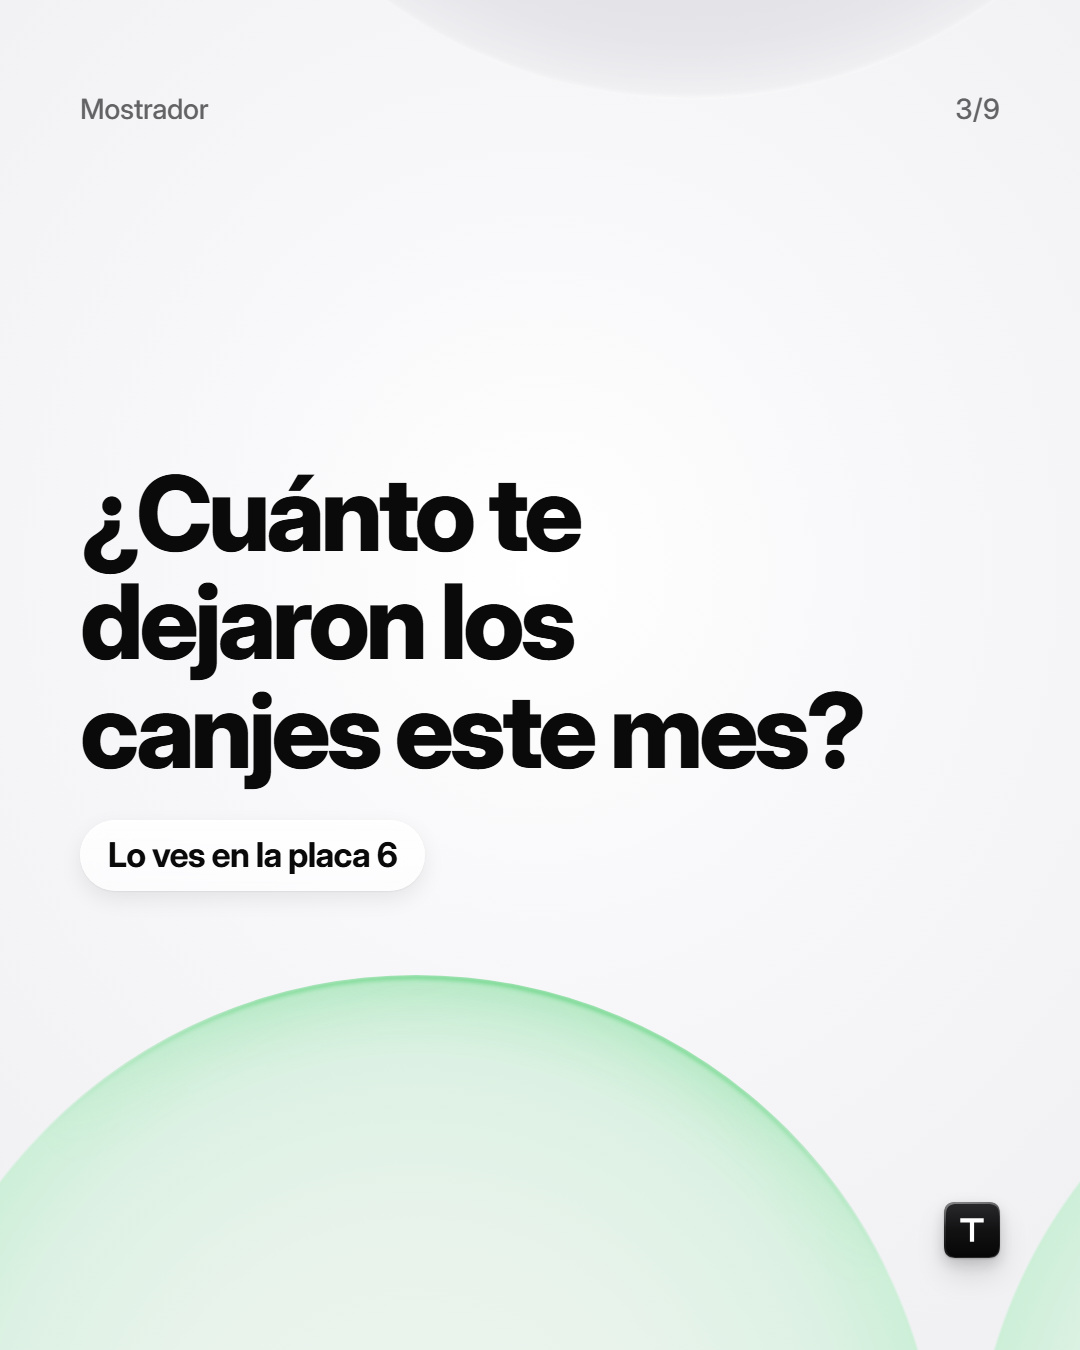 Mostrador
3/9
¿Cuánto te
dejaron los
canjes este mes?
Lo ves en la placa 6
T